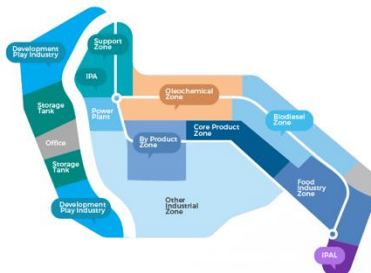 Development
Play Industry
Support
Zone
IPA
Storage
Tank
Power
Plant
Oleochemical
Zone
Office
By Product
Zone
Core Product
Zone
Biodiesel
Zone
Storage
Tank
Food
Industry
Zone
Development
Play Industry
Other
Industrial
Zone
IPAL